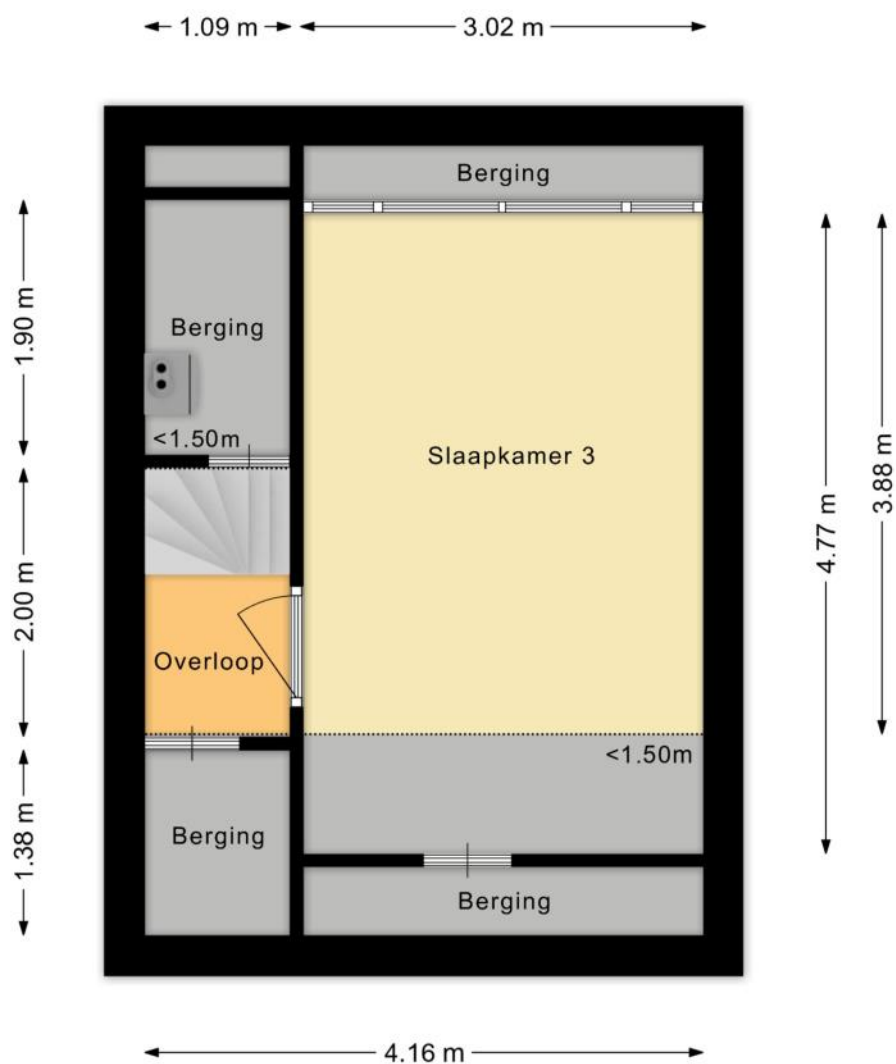 1.09 m
3.02 m
Berging
1.90 m
Berging
<1.50m
Slaapkamer 3
3.88 m
4.77 m
2.00 m
Overloop
<1.50m
1.38 m
Berging
Berging
4.16 m